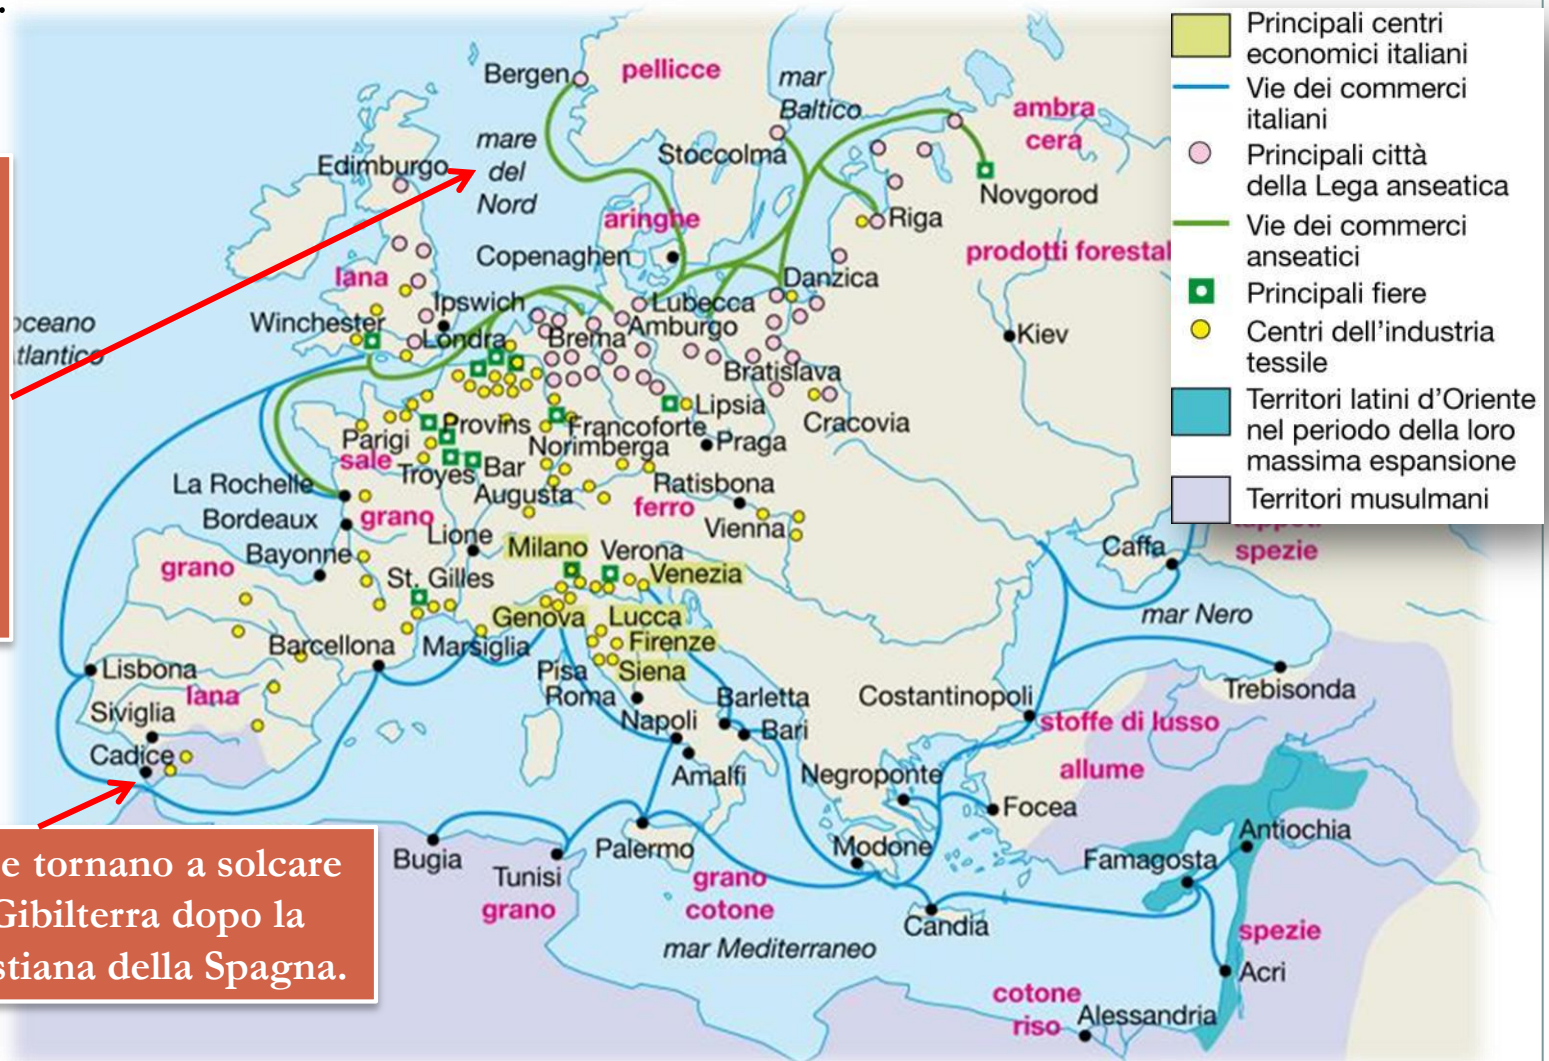 Principali centri
economici italiani
Vie dei commerci
italiani
Principali città
della Lega anseatica
Vie dei commerci
anseatici
Principali fiere
Centri dell'industria
tessile
Territori latini d'Oriente
nel periodo della loro
massima espansione
Territori musulmani
Bergen
pellicce
mar
Baltico
ambra
cera
mare
del
Nord
Edimburgo
Stoccolma
Novgorod
aringhe
Riga
Copenaghen
prodotti forestal
lana
Danzica
Ipswich
Lubecca
oceano
Atlantico
Winchester
Londra
Brema
Amburgo
Kiev
Bratislava
Lipsia
Cracovia
Parigi
Provins
Francoforte
Norimberga
Praga
sale
Troyes
Bar
La Rochelle
Augusta
Ratisbona
Bordeaux
grano
ferro
Vienna
Lione
Bayonne
Milano
Verona
Caffa
spezie
grano
St. Gilles
Venezia
Genova
Lucca
mar Nero
Barcellona
Marsiglia
Firenze
Lisbona
Pisa
Siena
lana
Roma
Barletta
Costantinopoli
Trebisonda
Siviglia
Napoli
Bari
stoffe di lusso
Cadice
Amalfi
Negroponte
allume
Focea
e tornano a solcare
Gibilterra dopo la
stiana della Spagna.
Bugia
Tunisi
Palermo
Modone
Antiochia
Famagosta
grano
grano
cotone
Candia
spezie
mar Mediterraneo
Acri
cotone
riso
Alessandria